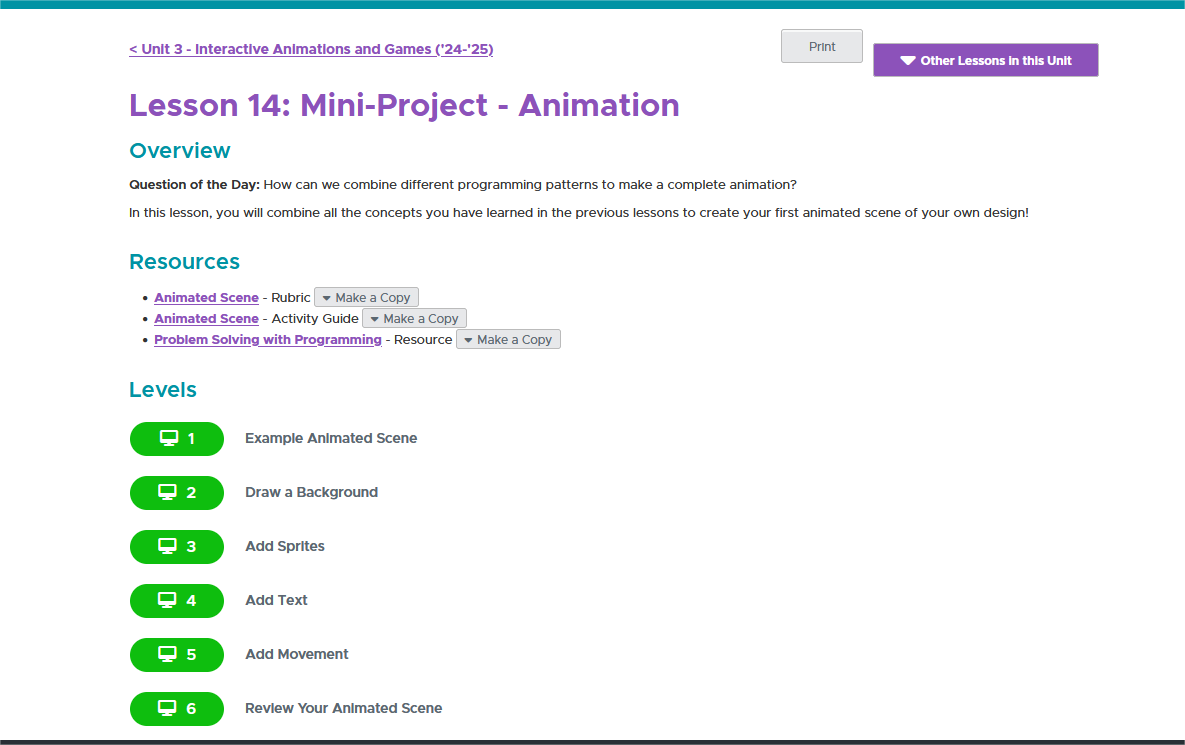 < Unit 3 - Interactive Animations and Games ('24-'25)
Print
Other Lessons in this Unit
Lesson 14: Mini-Project - Animation
Overview
Question of the Day: How can we combine different programming patterns to make a complete animation?
In this lesson, you will combine all the concepts you have learned in the previous lessons to create your first animated scene of your own design!
Resources
• Animated Scene - Rubric Make a Copy
• Animated Scene - Activity Guide Make a Copy
• Problem Solving with Programming - Resource Make a Copy
Levels
1 Example Animated Scene
2 Draw a Background
3 Add Sprites
4 Add Text
5 Add Movement
6 Review Your Animated Scene